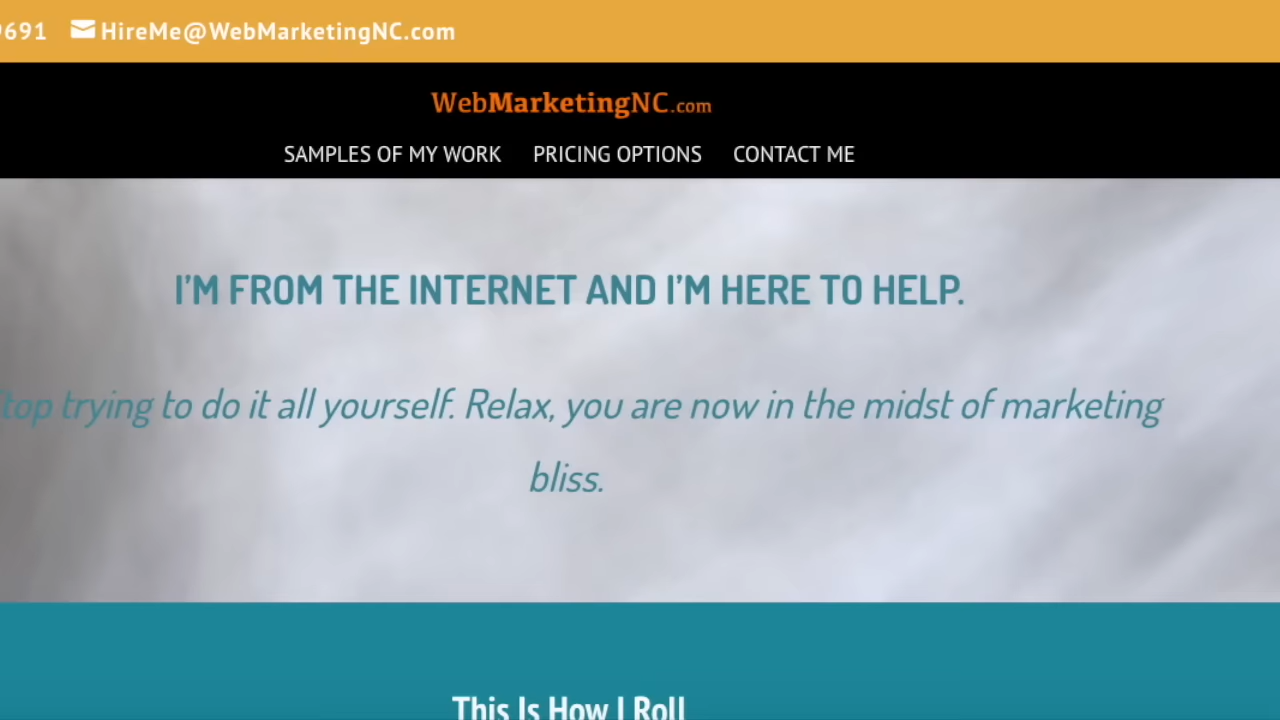 9691 HireMe@WebMarketingNC.com
WebMarketingNC.com
SAMPLES OF MY WORK PRICING OPTIONS CONTACT ME
I'M FROM THE INTERNET AND I'M HERE TO HELP.
Stop trying to do it all yourself. Relax, you are now in the midst of marketing
bliss.
This Is How I Roll